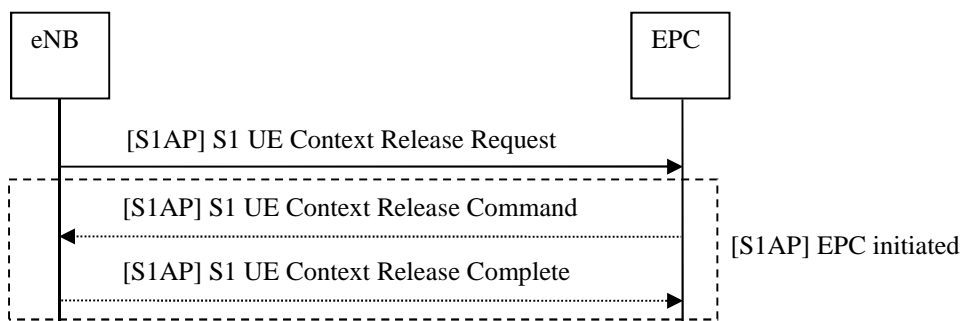 eNB
EPC
[S1AP] S1 UE Context Release Request
[S1AP] S1 UE Context Release Command
[S1AP] EPC initiated
[S1AP] S1 UE Context Release Complete